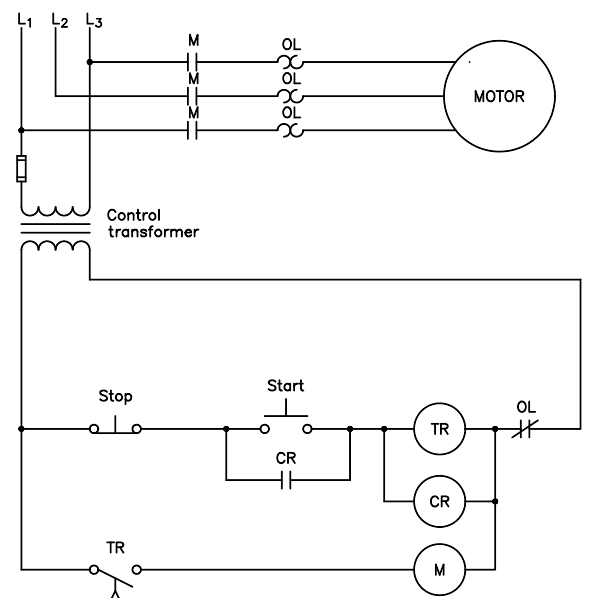 L1 L2 L3
M OL
M OL
MOTOR
M OL
Control
transformer
Stop Start OL
TR
CR
CR
TR
M